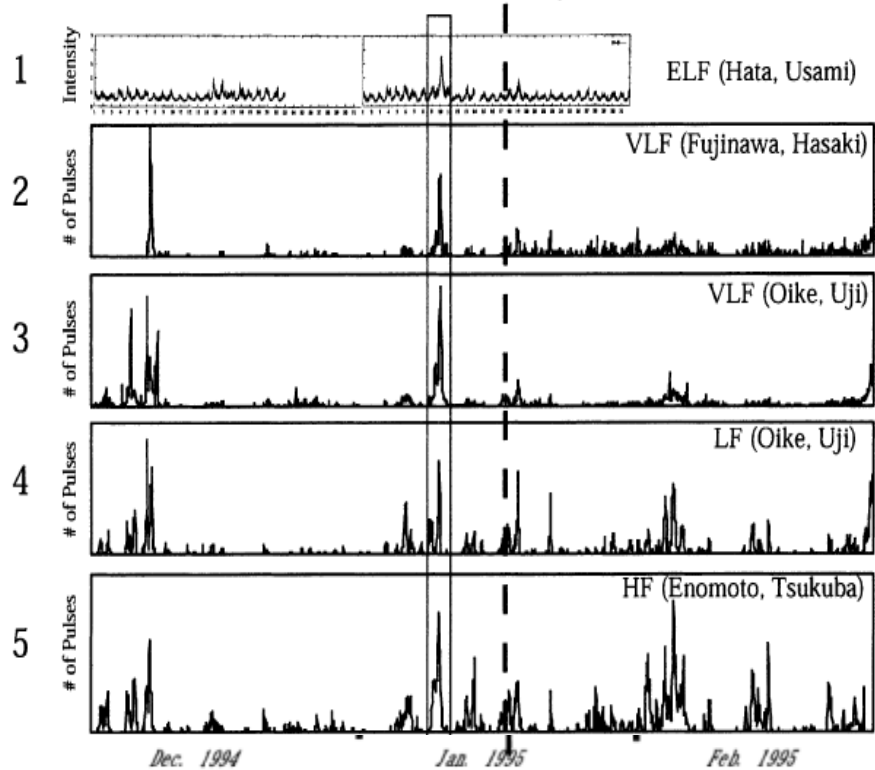 1
Intensity
ELF (Hata, Usami)
2
# of Pulses
VLF (Fujinawa, Hasaki)
3
# of Pulses
VLF (Oike, Uji)
4
# of Pulses
LF (Oike, Uji)
5
# of Pulses
HF (Enomoto, Tsukuba)
Dec. 1994 Jan. 1995 Feb. 1995